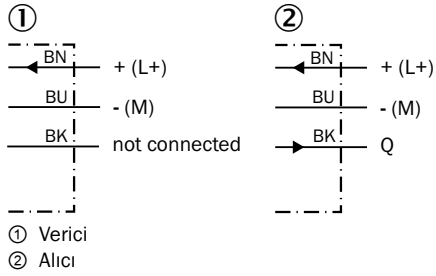 ① ②
BN + (L+) BN + (L+)
BU - (M) BU - (M)
BK not connected BK Q
① Verici
② Alıcı